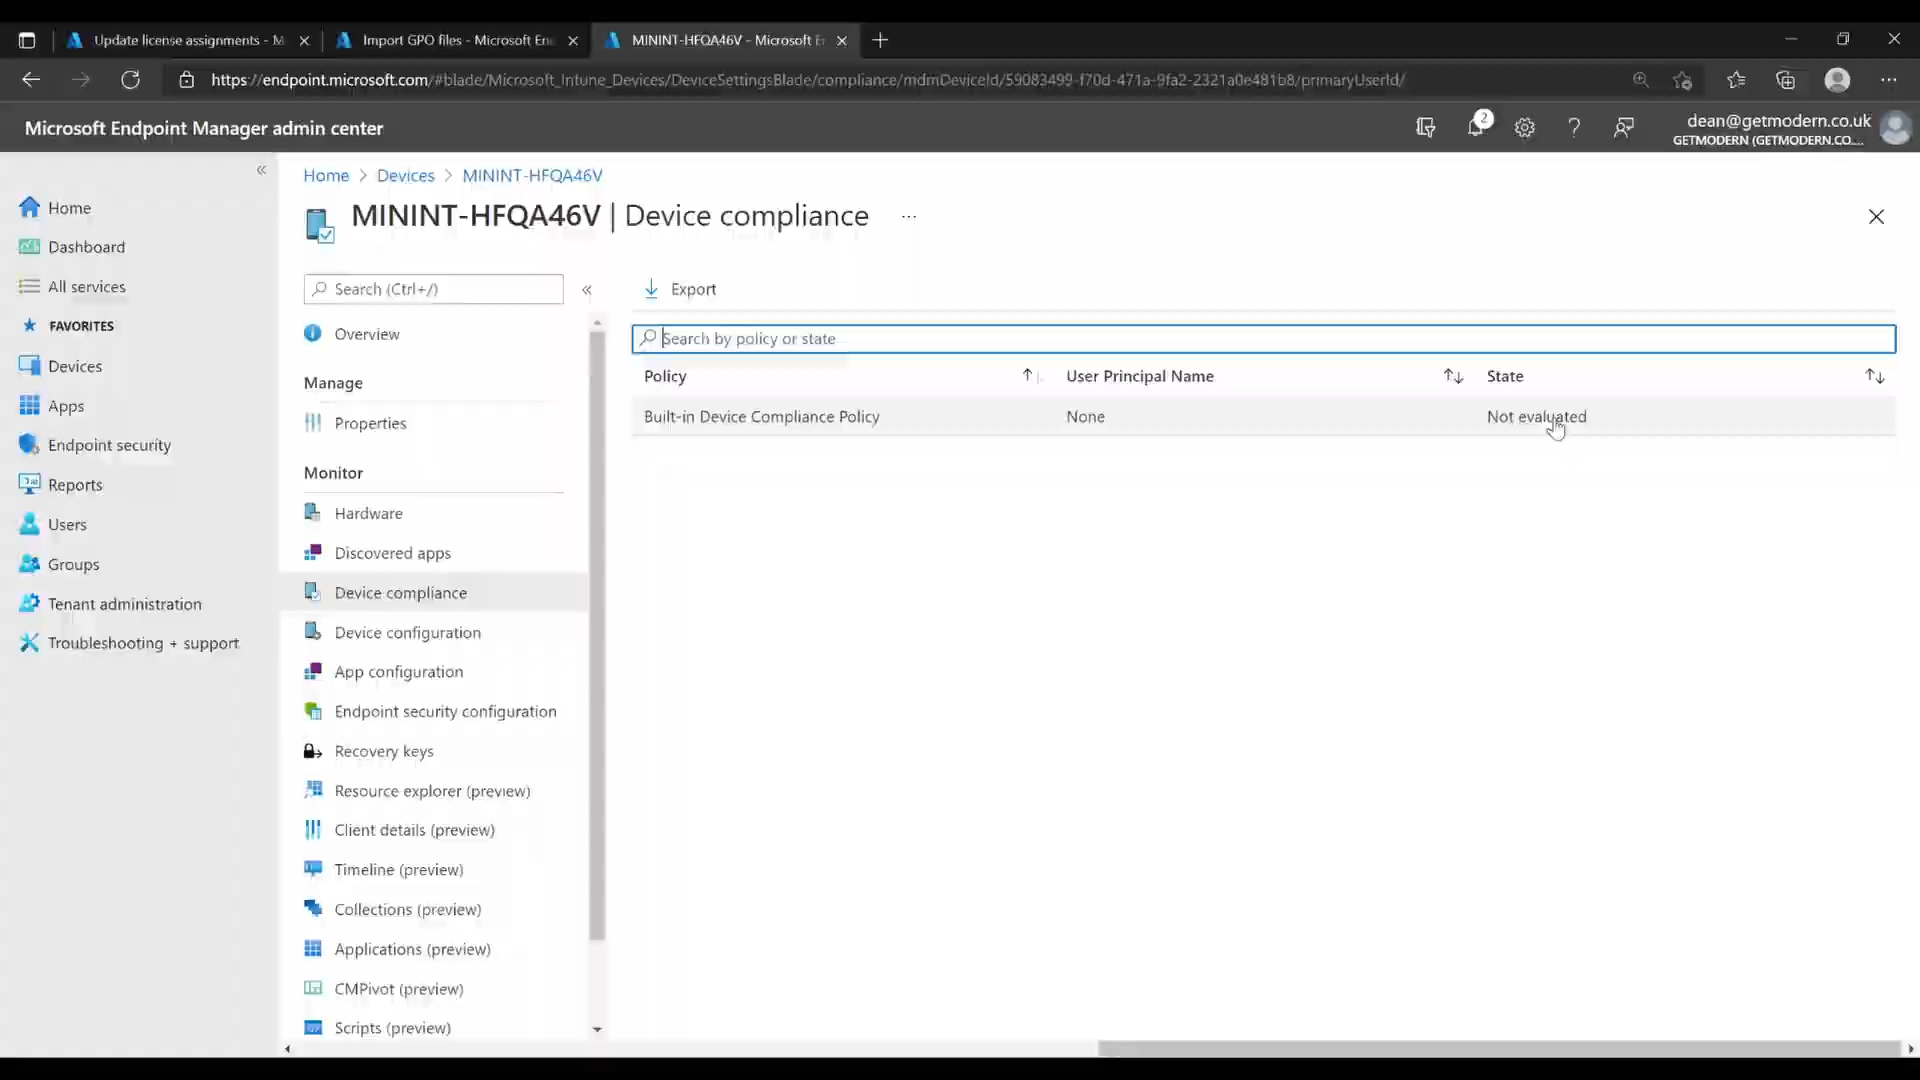 Update license assignments - M
Import GPO files - Microsoft En
MININT-HFQA46V - Microsoft E
https://endpoint.microsoft.com/#blade/Microsoft_Intune_Devices/DeviceSettingsBlade/compliance/mdmDeviceId/59083499-f70d-471a-9fa2-2321a0e481b8/primaryUserId/
Microsoft Endpoint Manager admin center
2
dean@getmodern.co.uk
GETMODERN (GETMODERN.CO....
Home
Dashboard
All services
FAVORITES
Devices
Apps
Endpoint security
Reports
Users
Groups
Tenant administration
Troubleshooting + support
Home > Devices > MININT-HFQA46V
MININT-HFQA46V | Device compliance ...
Search (Ctrl+/)
Overview
Manage
Properties
Monitor
Hardware
Discovered apps
Device compliance
Device configuration
App configuration
Endpoint security configuration
Recovery keys
Resource explorer (preview)
Client details (preview)
Timeline (preview)
Collections (preview)
Applications (preview)
CMPivot (preview)
Scripts (preview)
Export
Search by policy or state
Policy User Principal Name State
Built-in Device Compliance Policy None Not evaluated